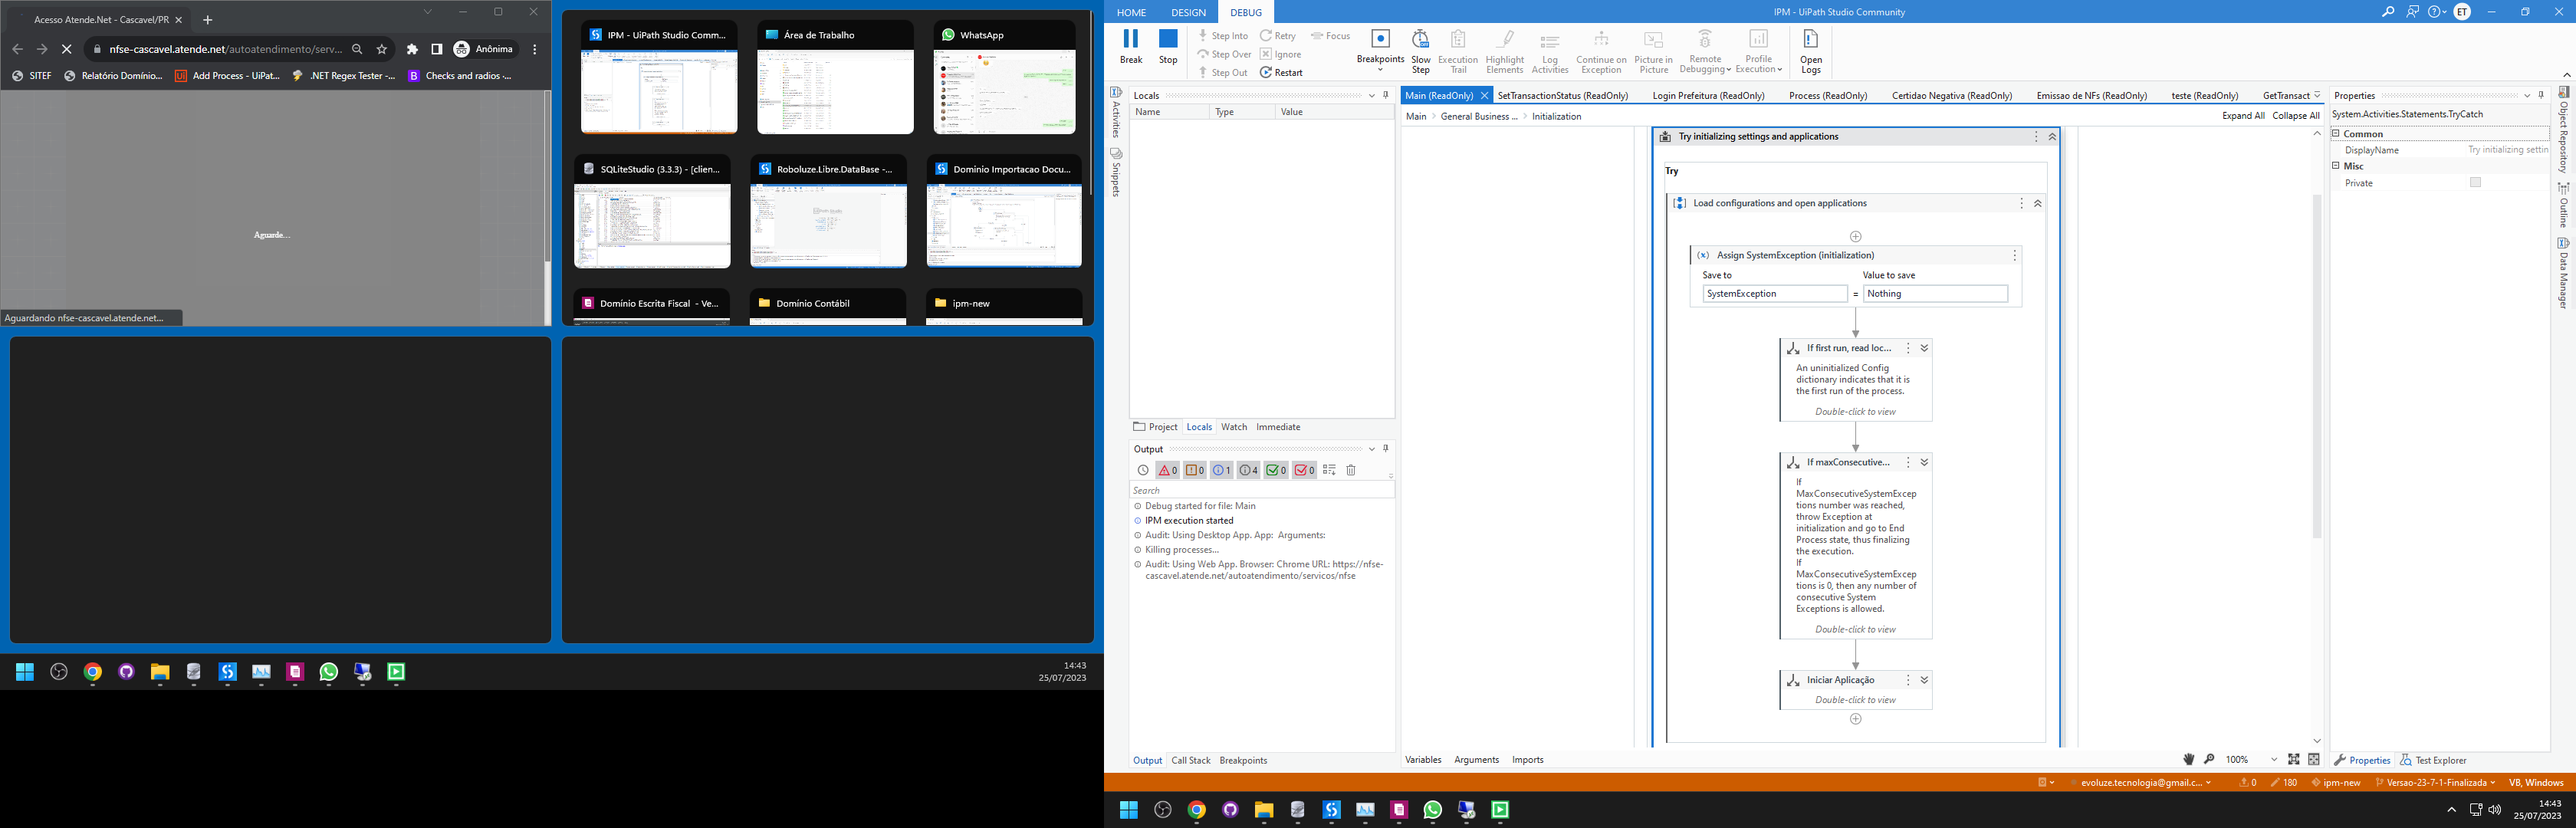 Acesso Atende.Net - Cascavel/PR
nfse-cascavel.atende.net/autoatendimento/serv...
Anônima
SITEF
Relatório Domínio...
Add Process - UiPat...
.NET Regex Tester -...
Checks and radios ·...
Aguarde...
Aguardando nfse-cascavel.atende.net...
IPM - UiPath Studio Comm...
Área de Trabalho
WhatsApp
SQLiteStudio (3.3.3) - [clien...
Roboluze.Libre.DataBase -...
Dominio Importacao Docu...
Domínio Escrita Fiscal - Ve...
Domínio Contábil
ipm-new
14:43
25/07/2023
HOME
DESIGN
DEBUG
IPM - UiPath Studio Community
ET
Break
Stop
Step Into
Step Over
Step Out
Retry
Ignore
Restart
Focus
Breakpoints
Slow Step
Execution Trail
Highlight Elements
Log Activities
Continue on Exception
Picture in Picture
Remote Debugging
Profile Execution
Open Logs
Activities
Snippets
Locals
Name
Type
Value
Project
Locals
Watch
Immediate
Output
0
0
1
4
0
0
Search
Debug started for file: Main
IPM execution started
Audit: Using Desktop App. App: Arguments:
Killing processes...
Audit: Using Web App. Browser: Chrome URL: https://nfse-
cascavel.atende.net/autoatendimento/servicos/nfse
Output
Call Stack
Breakpoints
Main (ReadOnly)
SetTransactionStatus (ReadOnly)
Login Prefeitura (ReadOnly)
Process (ReadOnly)
Certidao Negativa (ReadOnly)
Emissao de NFs (ReadOnly)
teste (ReadOnly)
GetTransact
Main > General Business ... > Initialization
Expand All
Collapse All
Try initializing settings and applications
Try
Load configurations and open applications
Assign SystemException (initialization)
Save to
Value to save
SystemException
=
Nothing
If first run, read loc...
An uninitialized Config
dictionary indicates that it is
the first run of the process.
Double-click to view
If maxConsecutive...
If
MaxConsecutiveSystemExcep
tions number was reached,
throw Exception at
initialization and go to End
Process state, thus finalizing
the execution.
If
MaxConsecutiveSystemExcep
tions is 0, then any number of
consecutive System
Exceptions is allowed.
Double-click to view
Iniciar Aplicação
Double-click to view
Variables
Arguments
Imports
100%
Properties
System.Activities.Statements.TryCatch
Common
DisplayName
Try initializing settin
Misc
Private
Properties
Test Explorer
Object Repository
Outline
Data Manager
evoluze.tecnologia@gmail.c...
0
180
ipm-new
Versao-23-7-1-Finalizada
VB, Windows
14:43
25/07/2023